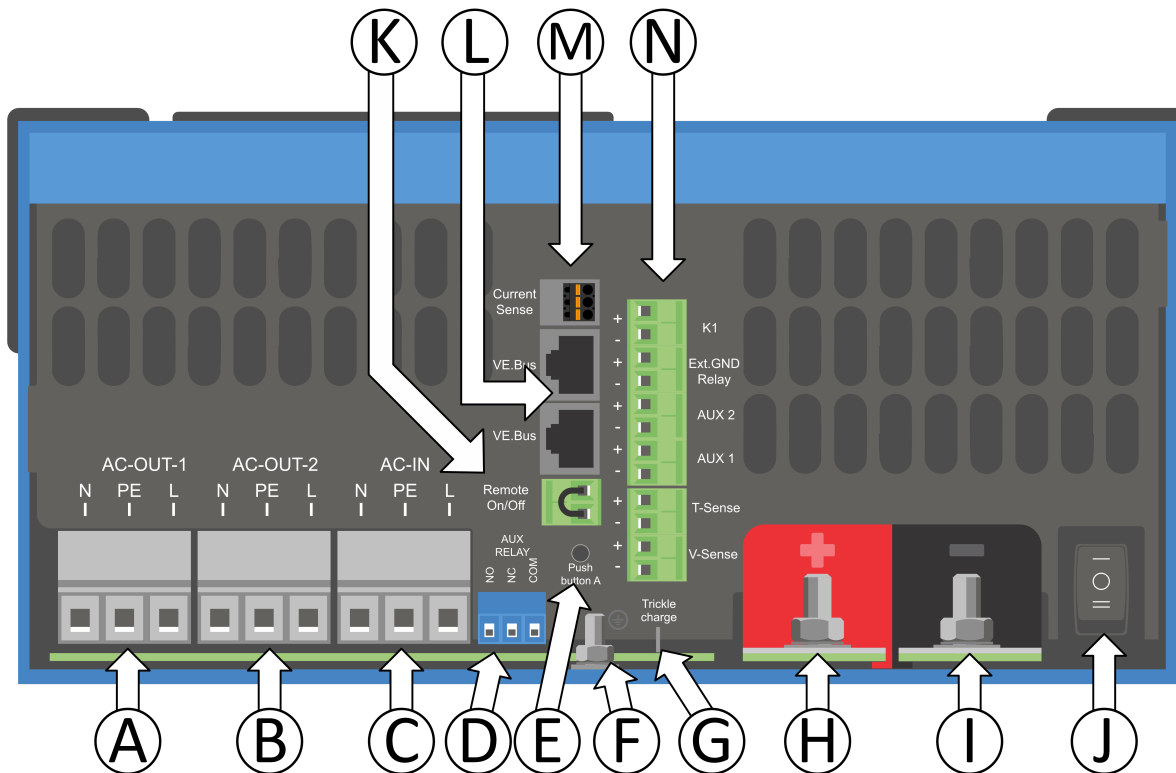 K L M N
Current
Sense
VE.Bus
VE.Bus
Remote
On/Off
AUX
RELAY
NO NC COM
Push
button A
+ K1
-
+ Ext.GND
- Relay
+ AUX 2
-
+ AUX 1
-
+ T-Sense
-
+ V-Sense
-
Trickle
charge
AC-OUT-1 AC-OUT-2 AC-IN
N PE L N PE L N PE L
+ -
I
O
II
A B C D E F G H I J